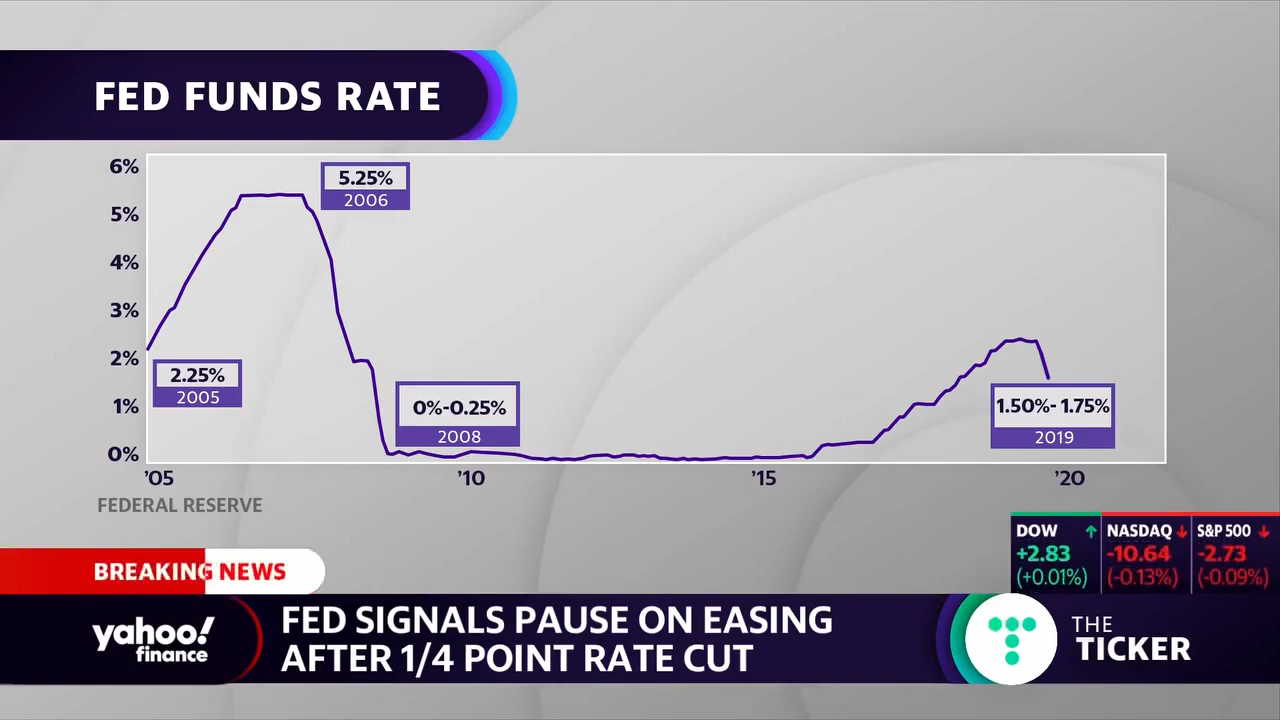 FED FUNDS RATE
6%
5%
4%
3%
2%
1%
0%
5.25%
2006
2.25%
2005
0%-0.25%
2008
1.50%- 1.75%
2019
'05
'10
'15
'20
FEDERAL RESERVE
DOW
+2.83
(+0.01%)
NASDAQ
-10.64
(-0.13%)
S&P 500
-2.73
(-0.09%)
BREAKING NEWS
yahoo!
finance
FED SIGNALS PAUSE ON EASING
AFTER 1/4 POINT RATE CUT
THE
TICKER